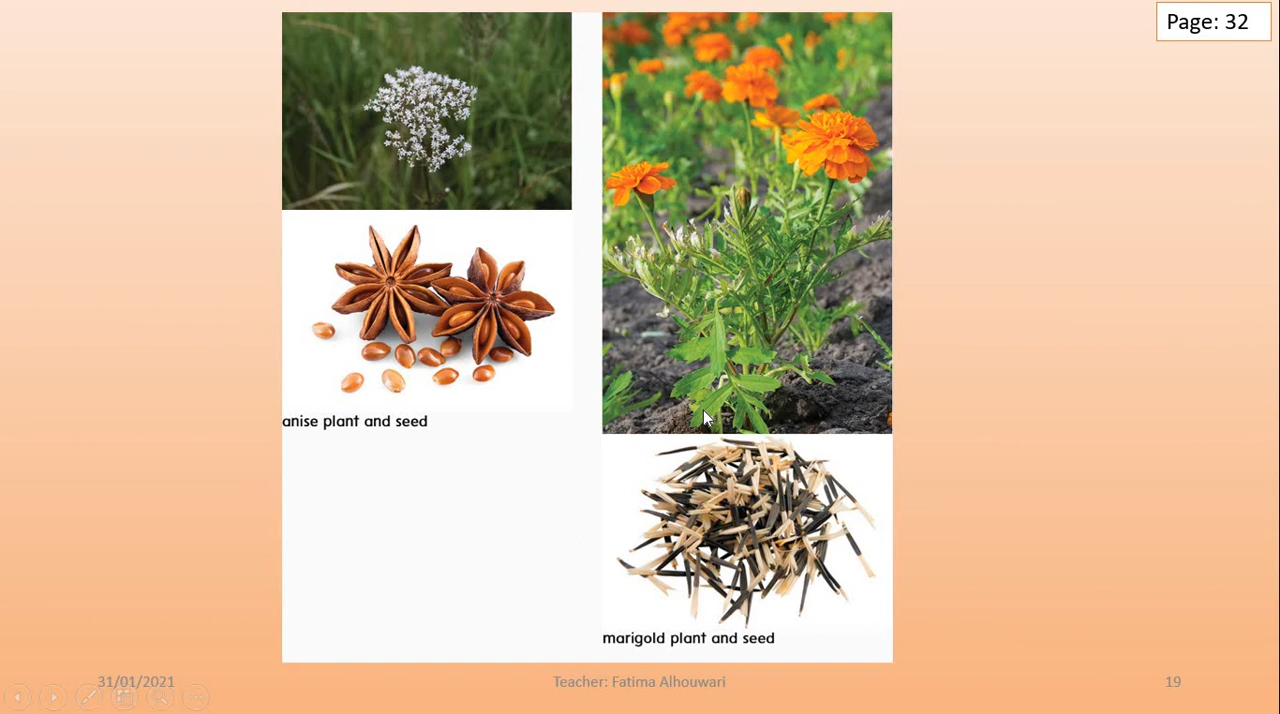 Page: 32
anise plant and seed
marigold plant and seed
31/01/2021
Teacher: Fatima Alhouwari
19